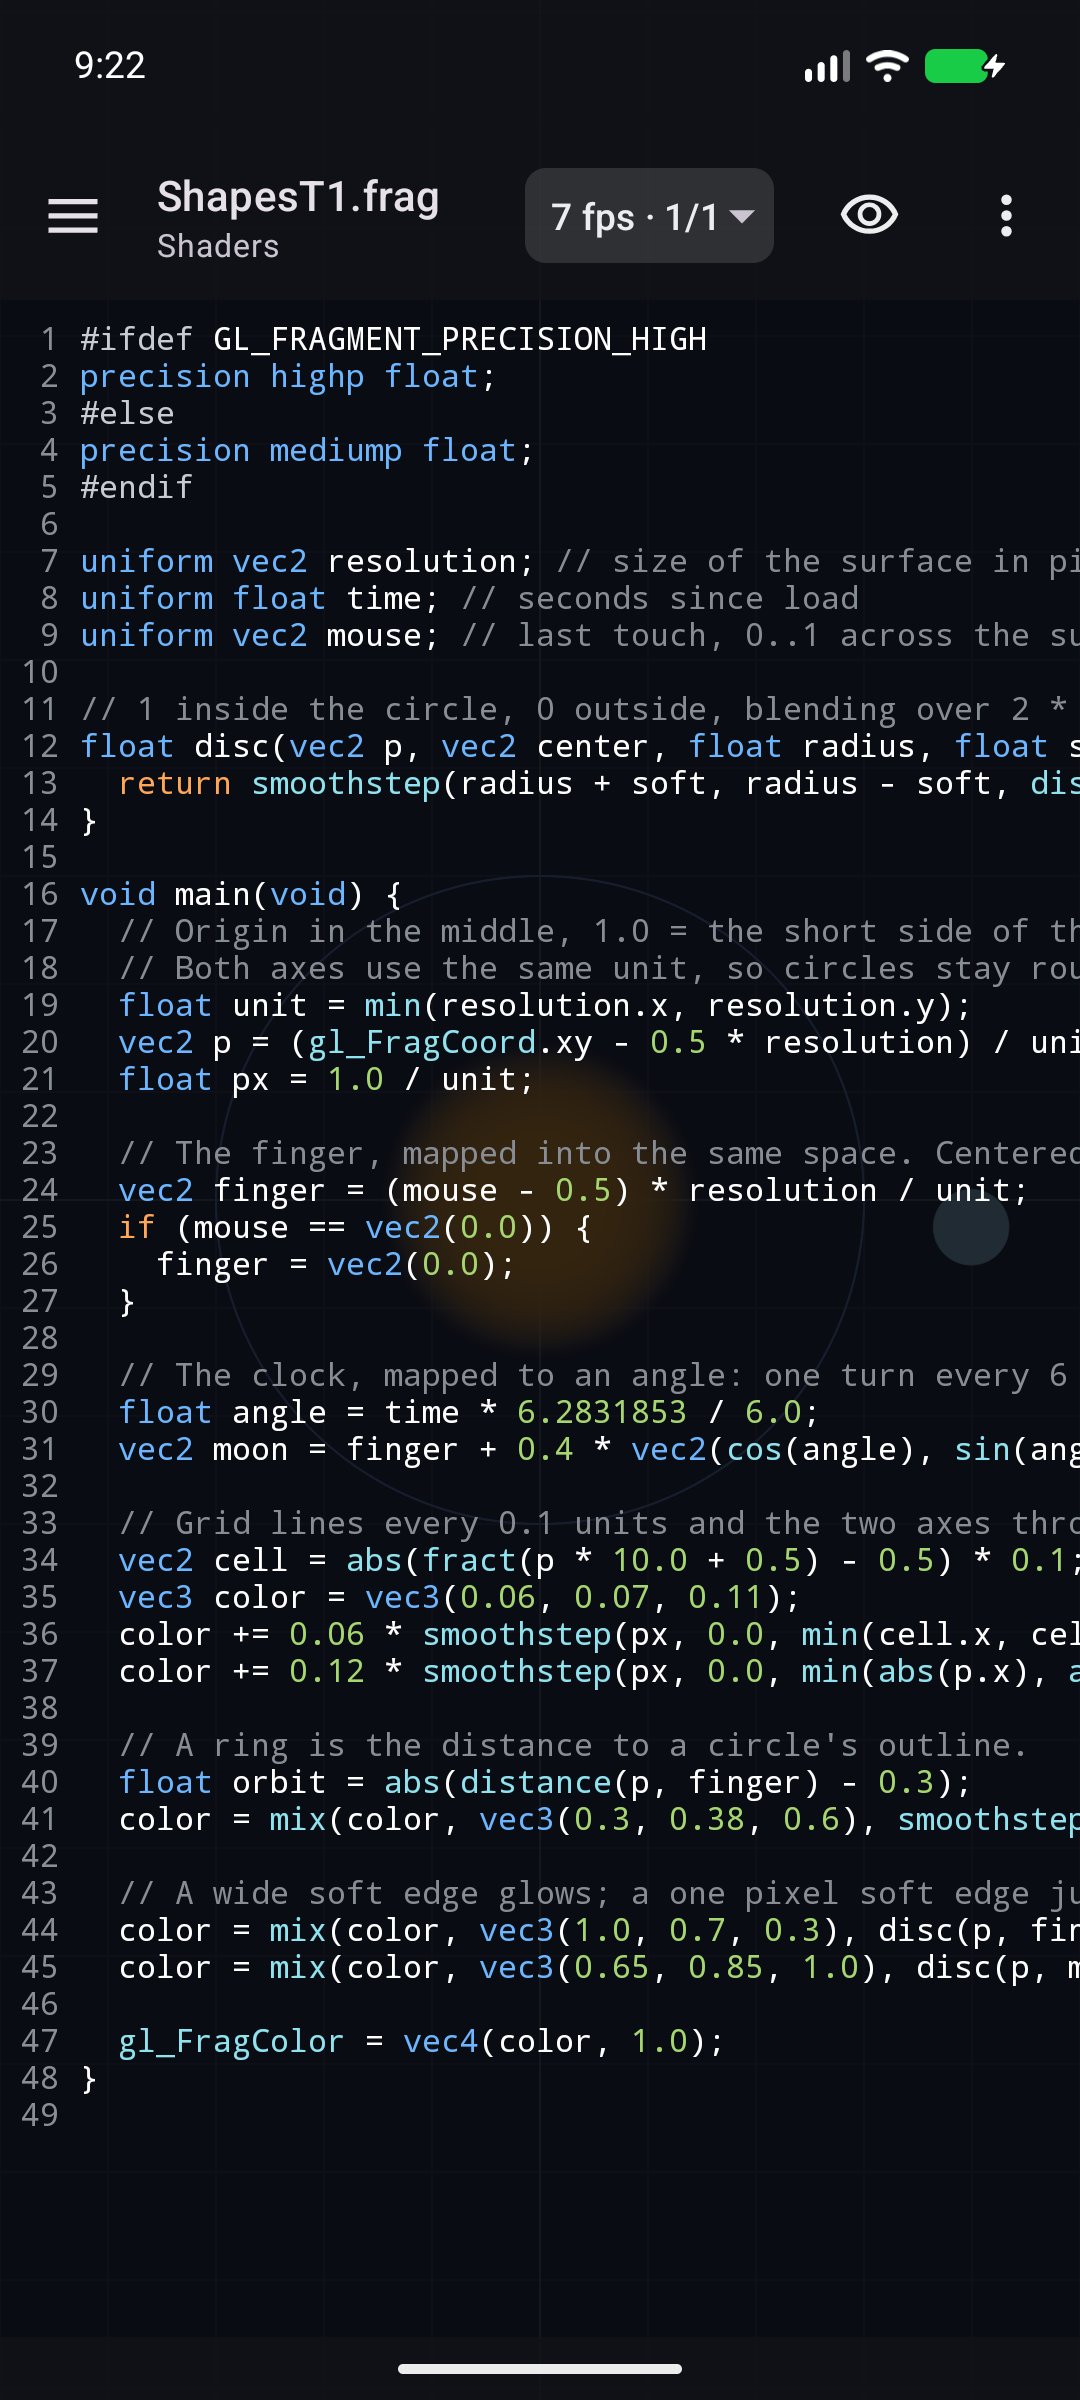 9:22
ShapesT1.frag
Shaders
7 fps · 1/1
1 #ifdef GL_FRAGMENT_PRECISION_HIGH
2 precision highp float;
3 #else
4 precision mediump float;
5 #endif
6
7 uniform vec2 resolution; // size of the surface in pi
8 uniform float time; // seconds since load
9 uniform vec2 mouse; // last touch, 0..1 across the su
10
11 // 1 inside the circle, 0 outside, blending over 2 *
12 float disc(vec2 p, vec2 center, float radius, float s
13   return smoothstep(radius + soft, radius - soft, dis
14 }
15
16 void main(void) {
17   // Origin in the middle, 1.0 = the short side of th
18   // Both axes use the same unit, so circles stay rou
19   float unit = min(resolution.x, resolution.y);
20   vec2 p = (gl_FragCoord.xy - 0.5 * resolution) / uni
21   float px = 1.0 / unit;
22
23   // The finger, mapped into the same space. Centered
24   vec2 finger = (mouse - 0.5) * resolution / unit;
25   if (mouse == vec2(0.0)) {
26     finger = vec2(0.0);
27   }
28
29   // The clock, mapped to an angle: one turn every 6
30   float angle = time * 6.2831853 / 6.0;
31   vec2 moon = finger + 0.4 * vec2(cos(angle), sin(ang
32
33   // Grid lines every 0.1 units and the two axes thro
34   vec2 cell = abs(fract(p * 10.0 + 0.5) - 0.5) * 0.1;
35   vec3 color = vec3(0.06, 0.07, 0.11);
36   color += 0.06 * smoothstep(px, 0.0, min(cell.x, cel
37   color += 0.12 * smoothstep(px, 0.0, min(abs(p.x), a
38
39   // A ring is the distance to a circle's outline.
40   float orbit = abs(distance(p, finger) - 0.3);
41   color = mix(color, vec3(0.3, 0.38, 0.6), smoothstep
42
43   // A wide soft edge glows; a one pixel soft edge ju
44   color = mix(color, vec3(1.0, 0.7, 0.3), disc(p, fin
45   color = mix(color, vec3(0.65, 0.85, 1.0), disc(p, m
46
47   gl_FragColor = vec4(color, 1.0);
48 }
49